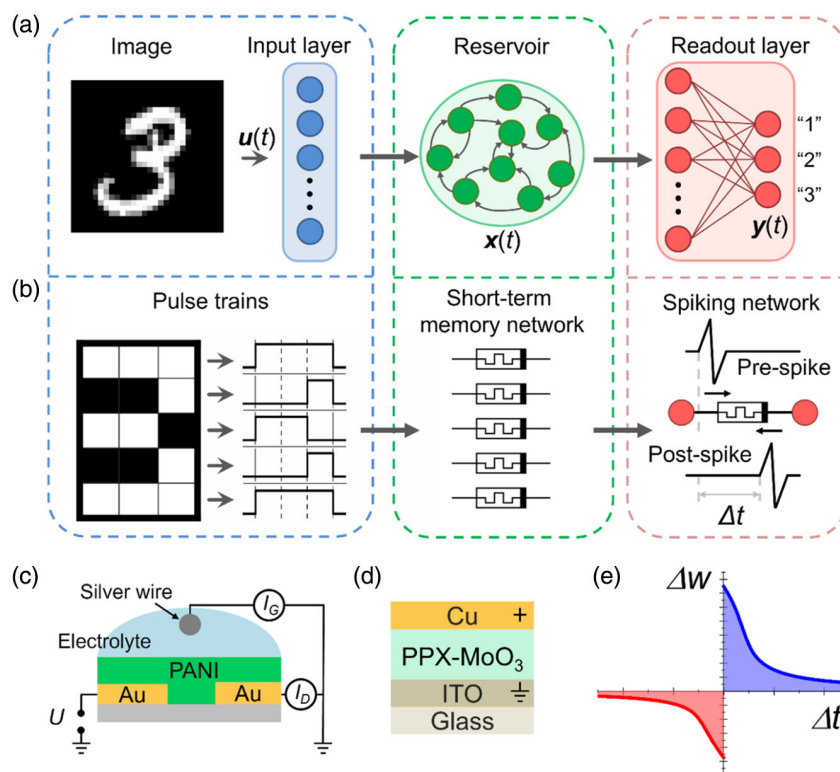 (a)
Image
Input layer
Reservoir
Readout layer
u(t)
x(t)
y(t)
“1”
“2”
“3”
(b)
Pulse trains
Short-term
memory network
Spiking network
Pre-spike
Post-spike
Δt
(c)
Silver wire
Electrolyte
I_G
PANI
Au
Au
I_D
U
(d)
Cu +
PPX-MoO₃
ITO
Glass
(e)
Δw
Δt